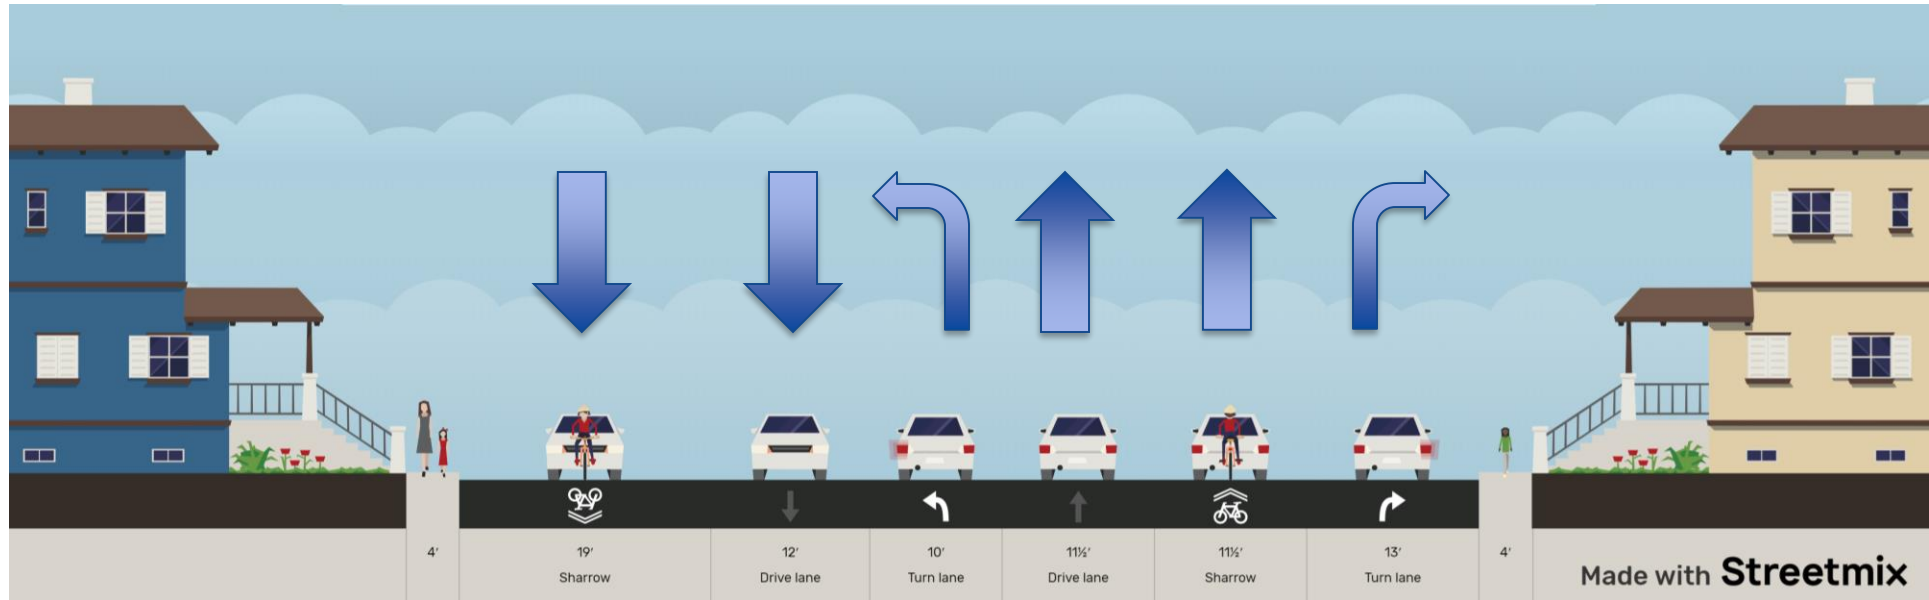 4′
19′
Sharrow
12′
Drive lane
10′
Turn lane
11½′
Drive lane
11½′
Sharrow
13′
Turn lane
4′
Made with Streetmix